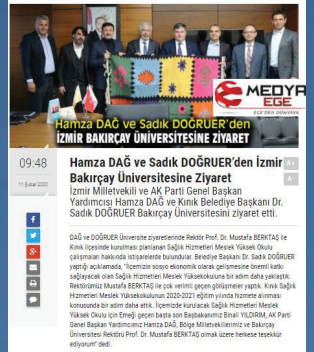 MEDYA
EGE
EGE'DEN DÜNYAYA
Hamza DAĞ ve Sadık DOĞRUER'den
İZMİR BAKIRÇAY ÜNİVERSİTESİNE ZİYARET
09:48
11 Şubat 2020
Hamza DAĞ ve Sadık DOĞRUER'den İzmir
Bakırçay Üniversitesine Ziyaret
A+
A-
İzmir Milletvekili ve AK Parti Genel Başkan
Yardımcısı Hamza DAĞ ve Kınık Belediye Başkanı Dr.
Sadık DOĞRUER Bakırçay Üniversitesini ziyaret etti.
DAĞ ve DOĞRUER Üniversite ziyaretlerinde Rektör Prof. Dr. Mustafa BERKTAŞ ile
Kınık ilçesinde kurulması planlanan Sağlık Hizmetleri Meslek Yüksek Okulu
çalışmaları hakkında istişarelerde bulundular. Belediye Başkanı Dr. Sadık DOĞRUER
yaptığı açıklamada, "İlçemizin sosyo ekonomik olarak gelişmesine önemli katkı
sağlayacak olan Sağlık Hizmetleri Meslek Yüksekokuluna bir adım daha yaklaştık.
Rektörümüz Mustafa BERKTAŞ ile çok verimli geçen görüşmeler yaptık. Kınık Sağlık
Hizmetleri Meslek Yüksekokulunun 2020-2021 eğitim yılında hizmete alınması
konusunda bir adım daha attık. İlçemizde kurulacak Sağlık Hizmetleri Meslek
Yüksek Okulu için Emeği geçen başta son Başbakanımız Binali YILDIRIM, AK Parti
Genel Başkan Yardımcımız Hamza DAĞ, Bölge Milletvekillerimiz ve Bakırçay
Üniversitesi Rektörü Prof. Dr. Mustafa BERKTAŞ olmak üzere herkese teşekkür
ediyorum" dedi.